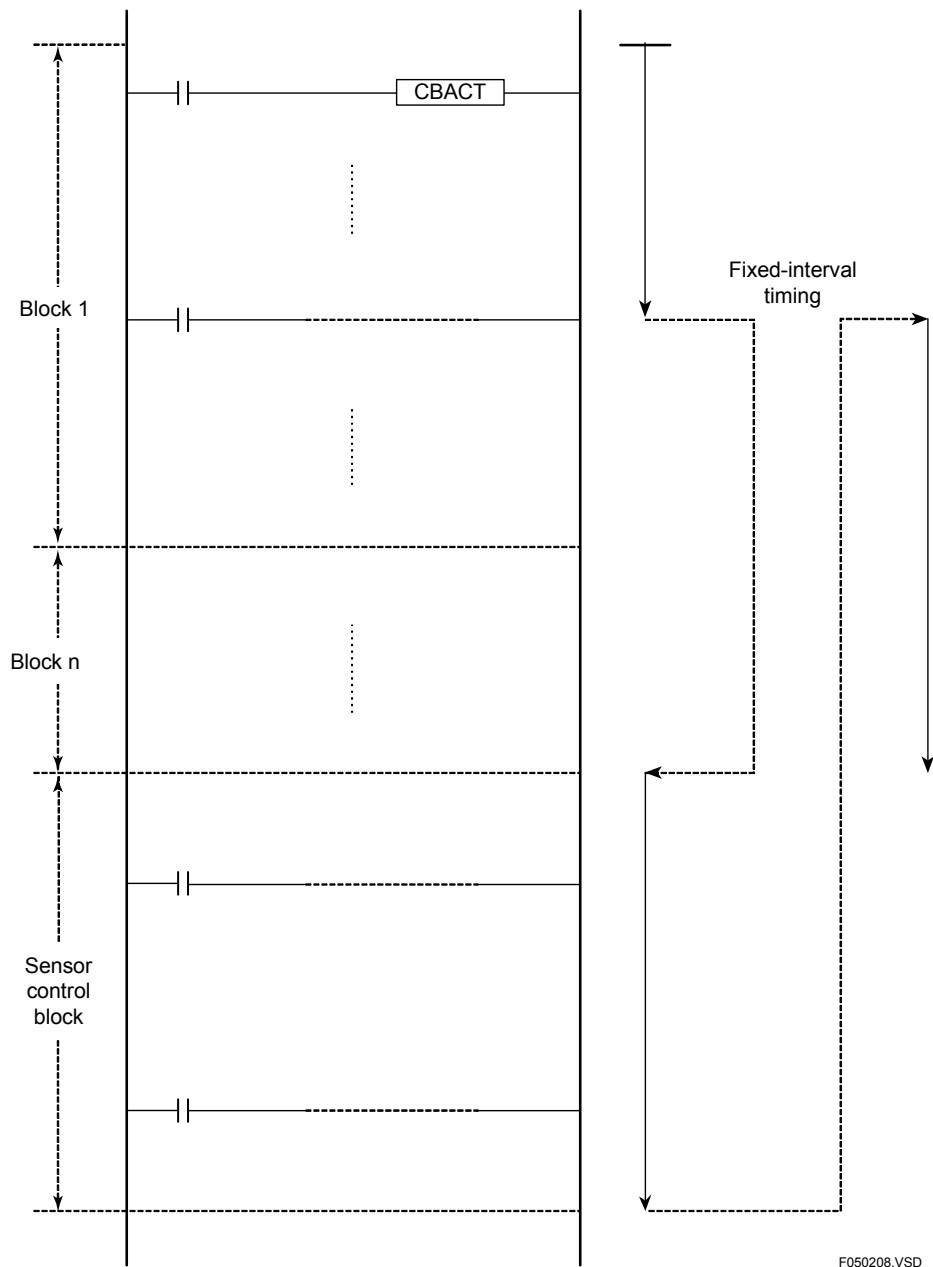 CBACT
Fixed-interval
timing
Block 1
Block n
Sensor
control
block
F050208.VSD